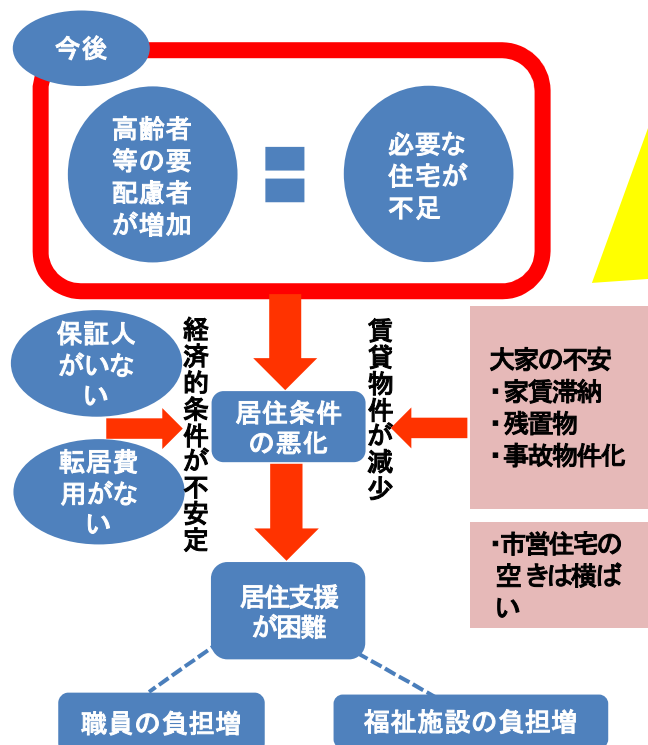 今後
高齢者
等の要
配慮者
が増加
必要な
住宅が
不足
保証人
がいな
い
転居費
用がな
い
経済的条件が不安定
居住条件
の悪化
賃貸物件が減少
大家の不安
・家賃滞納
・残置物
・事故物件化
・市営住宅の
空きは横ば
い
居住支援
が困難
職員の負担増
福祉施設の負担増